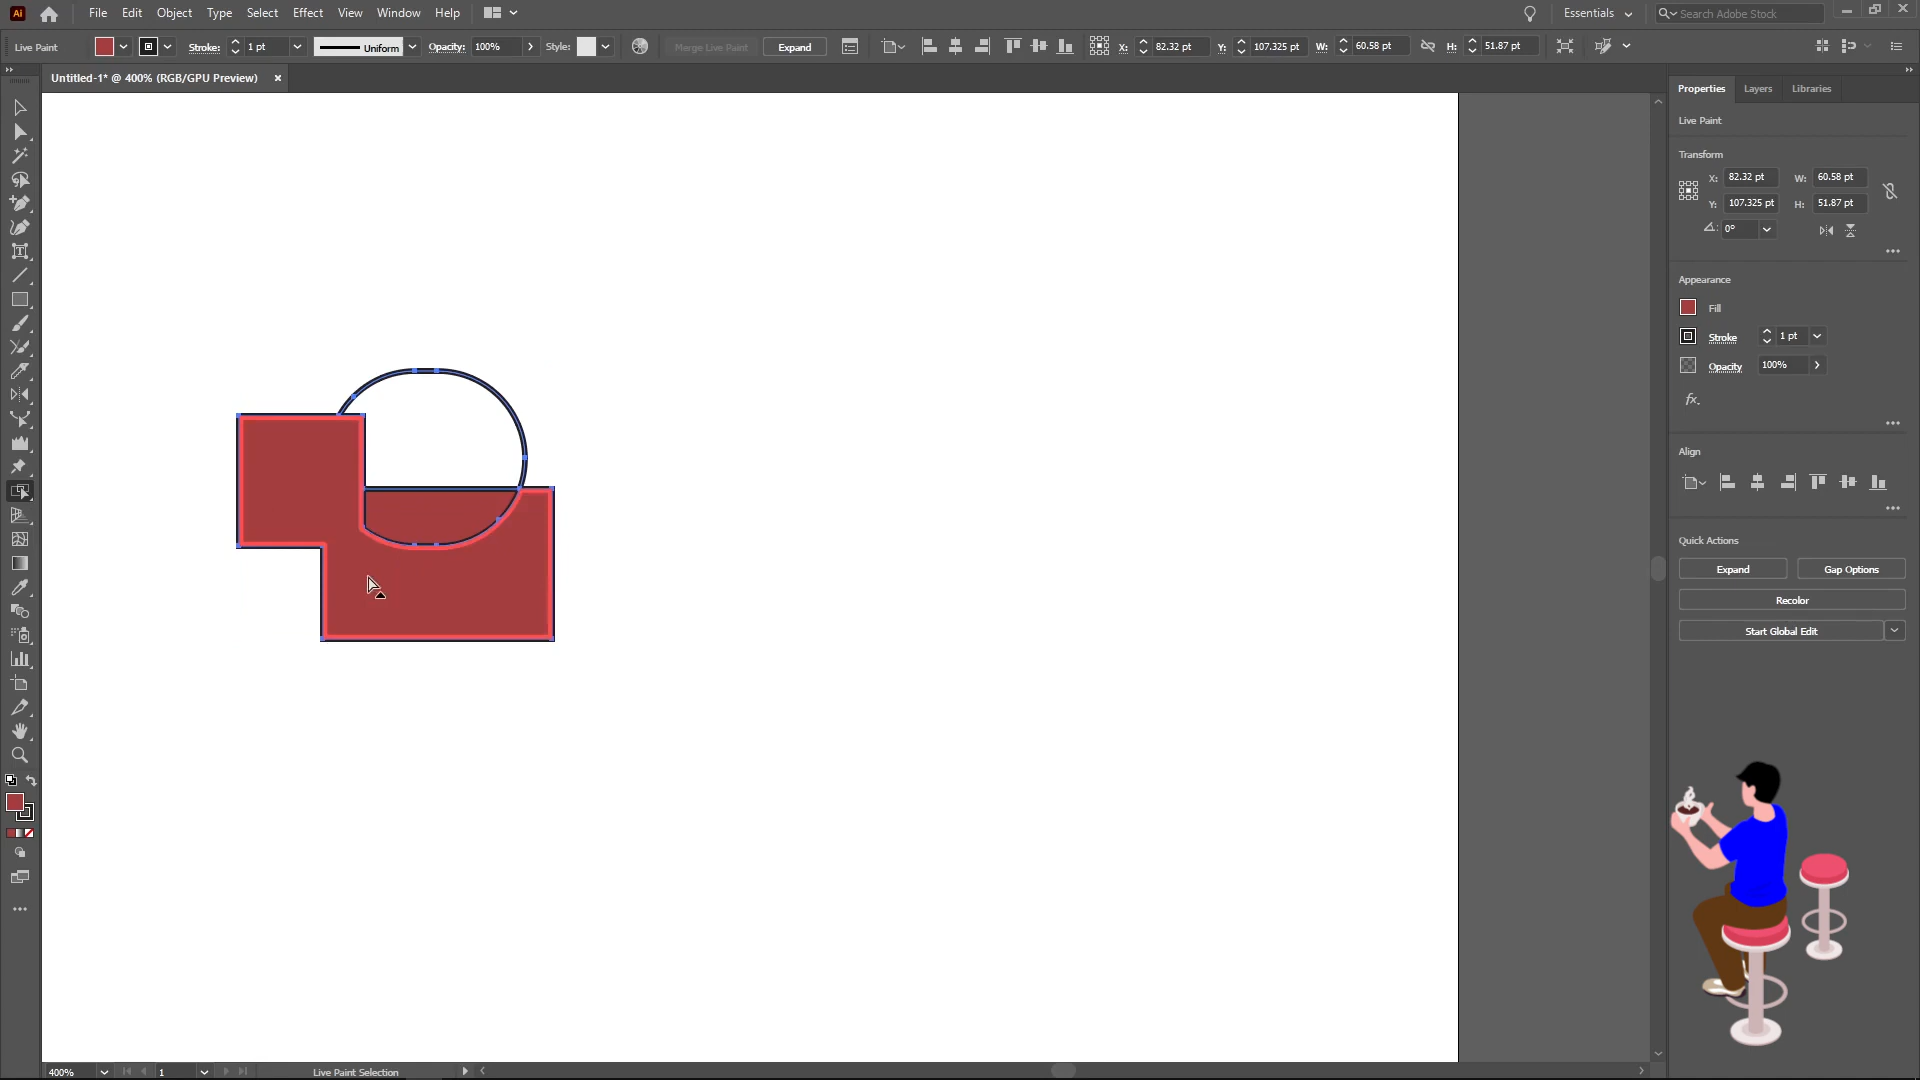 Ai File Edit Object Type Select Effect View Window Help Essentials Search Adobe Stock
Live Paint Stroke: 1 pt Uniform Opacity: 100% Style: Merge Live Paint Expand X: 82.32 pt Y: 107.325 pt W: 60.58 pt H: 51.87 pt
Untitled-1* @ 400% (RGB/GPU Preview) ×
Properties Layers Libraries
Live Paint
Transform
X: 82.32 pt W: 60.58 pt
Y: 107.325 pt H: 51.87 pt
0°
Appearance
Fill
Stroke 1 pt
Opacity 100%
fx.
Align
Quick Actions
Expand Gap Options
Recolor
Start Global Edit
400% 1 Live Paint Selection